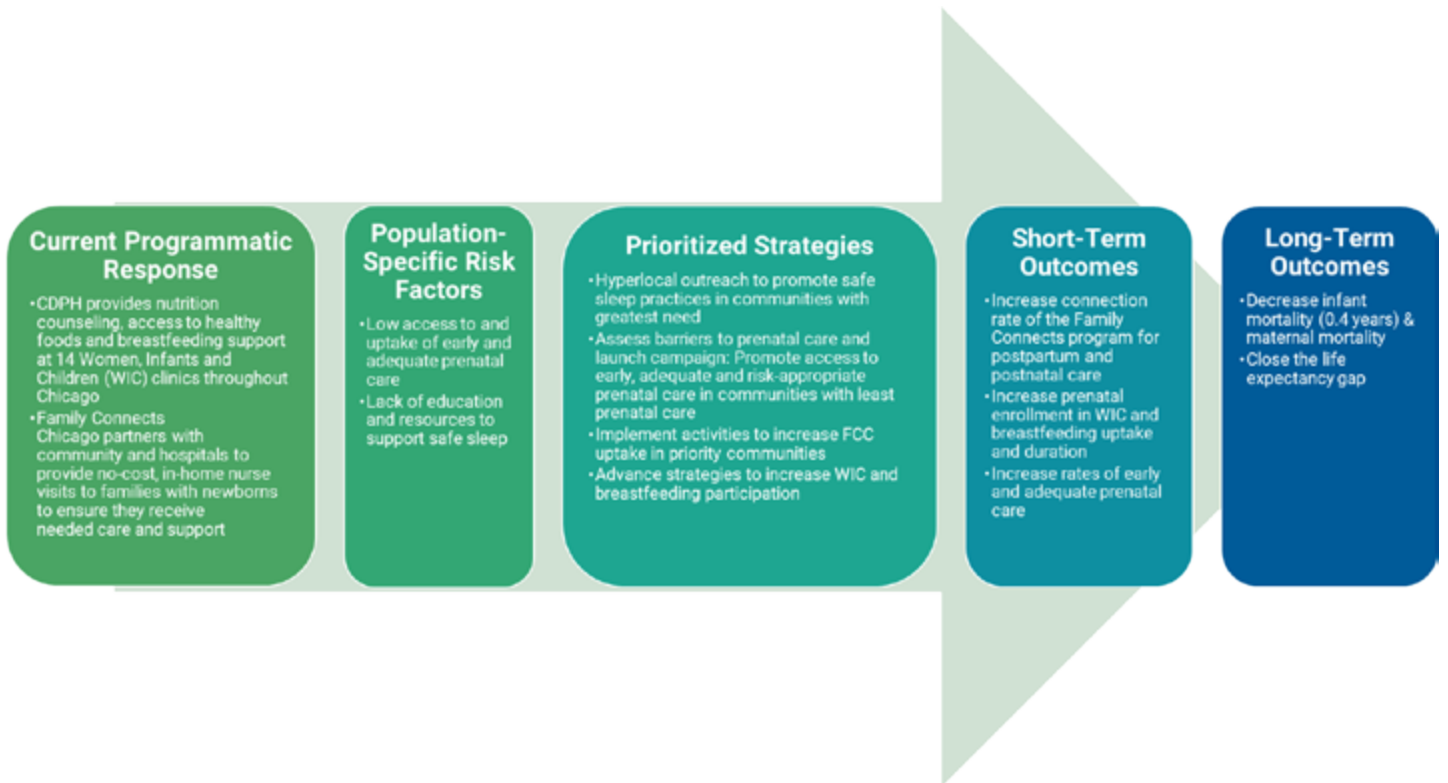 Current Programmatic
Response
•CDPH provides nutrition
counseling, access to healthy
foods and breastfeeding support
at 14 Women, Infants and
Children (WIC) clinics throughout
Chicago
•Family Connects
Chicago partners with
community and hospitals to
provide no-cost, in-home nurse
visits to families with newborns
to ensure they receive
needed care and support
Population-
Specific Risk
Factors
•Low access to and
uptake of early and
adequate prenatal
care
•Lack of education
and resources to
support safe sleep
Prioritized Strategies
•Hyperlocal outreach to promote safe
sleep practices in communities with
greatest need
•Assess barriers to prenatal care and
launch campaign: Promote access to
early, adequate and risk-appropriate
prenatal care in communities with least
prenatal care
•Implement activities to increase FCC
uptake in priority communities
•Advance strategies to increase WIC and
breastfeeding participation
Short-Term
Outcomes
•Increase connection
rate of the Family
Connects program for
postpartum and
postnatal care
•Increase prenatal
enrollment in WIC and
breastfeeding uptake
and duration
•Increase rates of early
and adequate prenatal
care
Long-Term
Outcomes
•Decrease infant
mortality (0.4 years) &
maternal mortality
•Close the life
expectancy gap